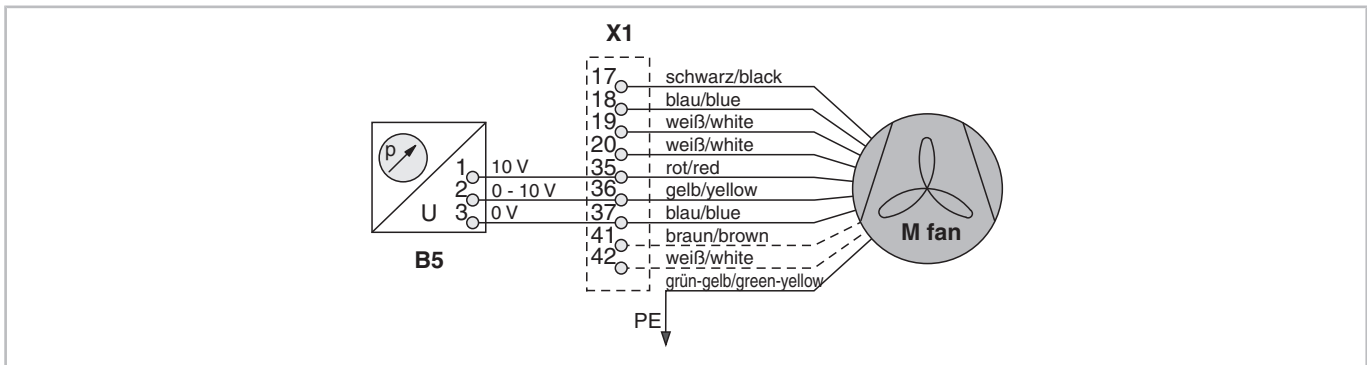 X1
17 schwarz/black
18 blau/blue
19 weiß/white
20 weiß/white
p
1 10 V 35 rot/red
2 0 - 10 V 36 gelb/yellow
U 3 0 V 37 blau/blue
41 braun/brown
M fan
B5
42 weiß/white
grün-gelb/green-yellow
PE